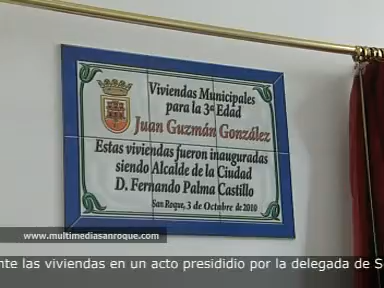 Viviendas Municipales
para la 3ª Edad
Juan Guzmán González
Estas viviendas fueron inauguradas
siendo Alcalde de la Ciudad
D. Fernando Palma Castillo
San Roque, 3 de Octubre de 2010
www.multimediasanroque.com
nte las viviendas en un acto presidido por la delegada de S